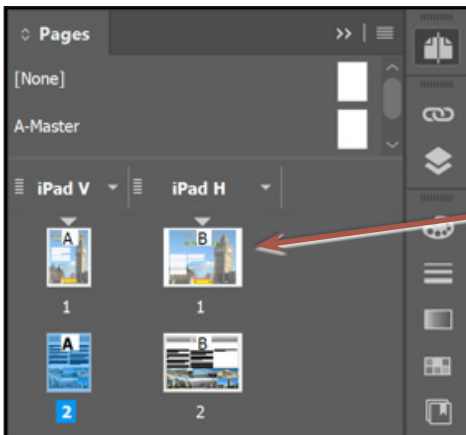 Pages
[None]
A-Master
iPad V iPad H
A B
1 1
A B
2 2